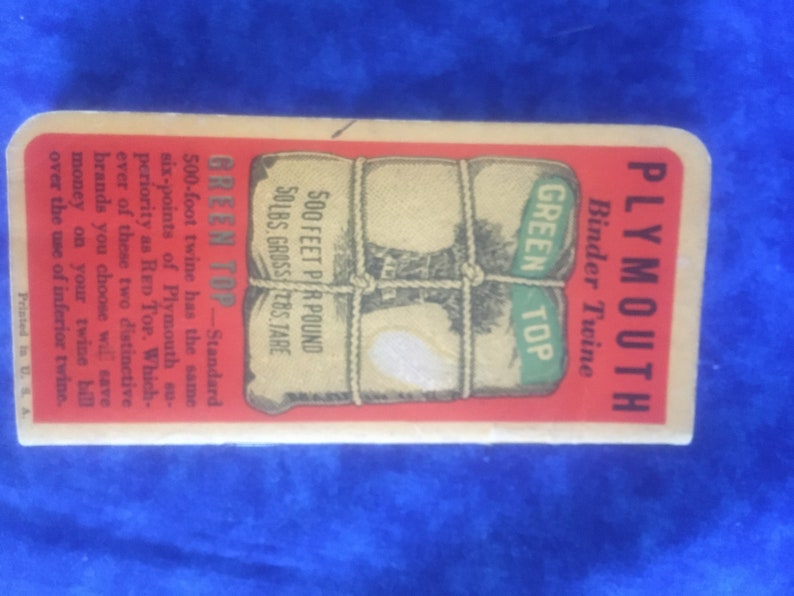 PLYMOUTH
Binder Twine
GREEN TOP
500 FEET PER POUND
50 LBS. GROSS LBS. TARE
GREEN TOP—Standard
500-foot twine has the same
six-points of Plymouth su-
periority as RED TOP. Which-
ever of these two distinctive
brands you choose will save
money on your twine bill
over the use of inferior twine.
Printed in U. S. A.